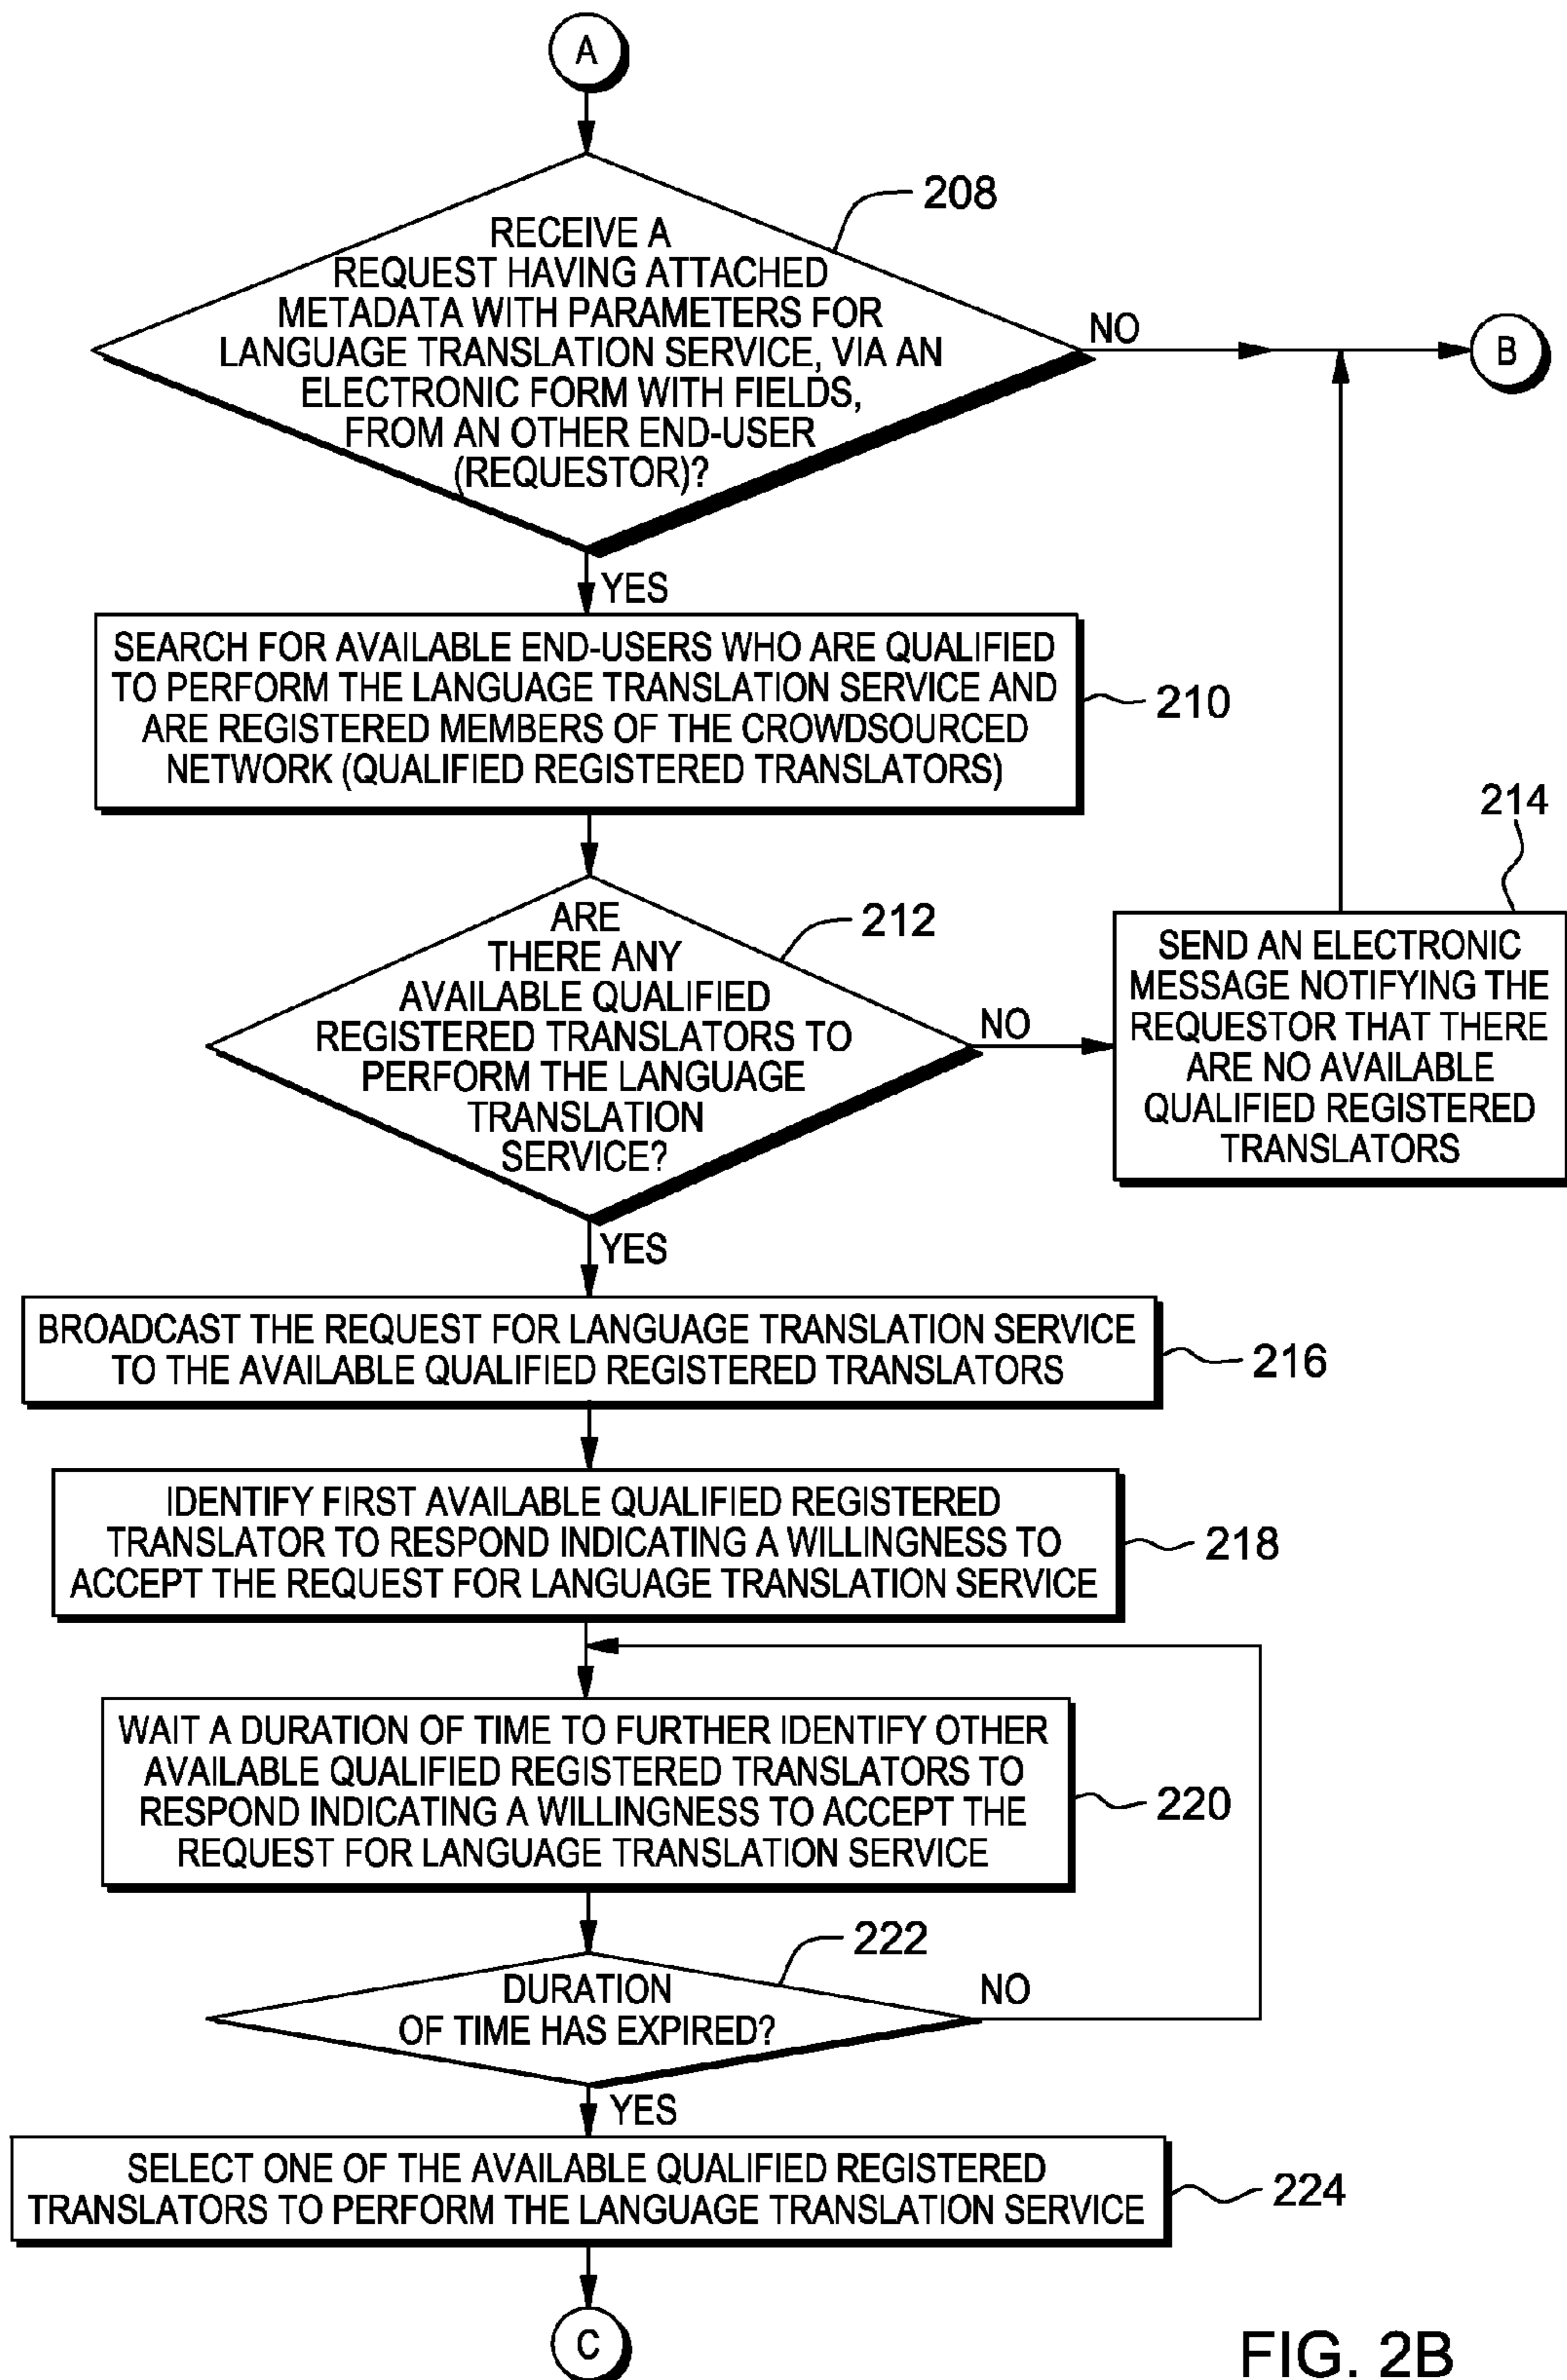 A
208
RECEIVE A
REQUEST HAVING ATTACHED
METADATA WITH PARAMETERS FOR
LANGUAGE TRANSLATION SERVICE, VIA AN
ELECTRONIC FORM WITH FIELDS,
FROM AN OTHER END-USER
(REQUESTOR)?
NO
B
YES
SEARCH FOR AVAILABLE END-USERS WHO ARE QUALIFIED
TO PERFORM THE LANGUAGE TRANSLATION SERVICE AND
ARE REGISTERED MEMBERS OF THE CROWDSOURCED
NETWORK (QUALIFIED REGISTERED TRANSLATORS)
210
212
ARE
THERE ANY
AVAILABLE QUALIFIED
REGISTERED TRANSLATORS TO
PERFORM THE LANGUAGE
TRANSLATION
SERVICE?
NO
214
SEND AN ELECTRONIC
MESSAGE NOTIFYING THE
REQUESTOR THAT THERE
ARE NO AVAILABLE
QUALIFIED REGISTERED
TRANSLATORS
YES
BROADCAST THE REQUEST FOR LANGUAGE TRANSLATION SERVICE
TO THE AVAILABLE QUALIFIED REGISTERED TRANSLATORS
216
IDENTIFY FIRST AVAILABLE QUALIFIED REGISTERED
TRANSLATOR TO RESPOND INDICATING A WILLINGNESS TO
ACCEPT THE REQUEST FOR LANGUAGE TRANSLATION SERVICE
218
WAIT A DURATION OF TIME TO FURTHER IDENTIFY OTHER
AVAILABLE QUALIFIED REGISTERED TRANSLATORS TO
RESPOND INDICATING A WILLINGNESS TO ACCEPT THE
REQUEST FOR LANGUAGE TRANSLATION SERVICE
220
222
DURATION
OF TIME HAS EXPIRED?
NO
YES
SELECT ONE OF THE AVAILABLE QUALIFIED REGISTERED
TRANSLATORS TO PERFORM THE LANGUAGE TRANSLATION SERVICE
224
C
FIG. 2B